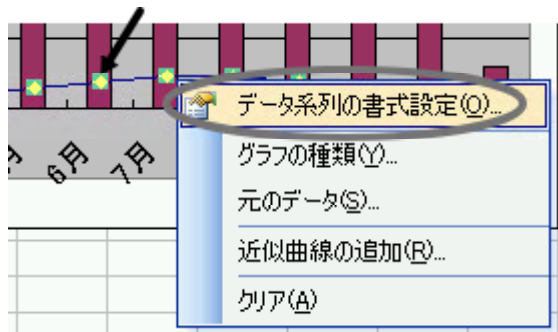 データ系列の書式設定(O)...
グラフの種類(Y)...
元のデータ(S)...
近似曲線の追加(R)...
クリア(A)
月
6月
7月